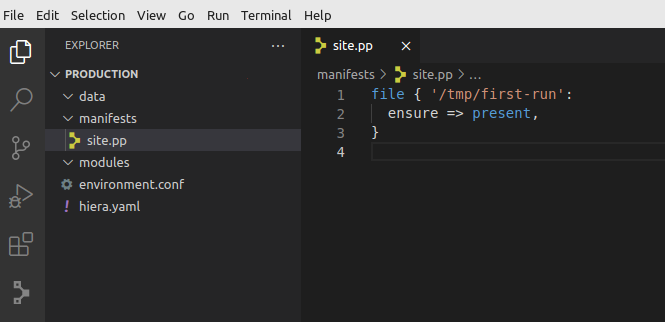 File Edit Selection View Go Run Terminal Help
EXPLORER
PRODUCTION
data
manifests
site.pp
modules
environment.conf
! hiera.yaml
site.pp
manifests > site.pp > ...
1 file { '/tmp/first-run':
2   ensure => present,
3 }
4